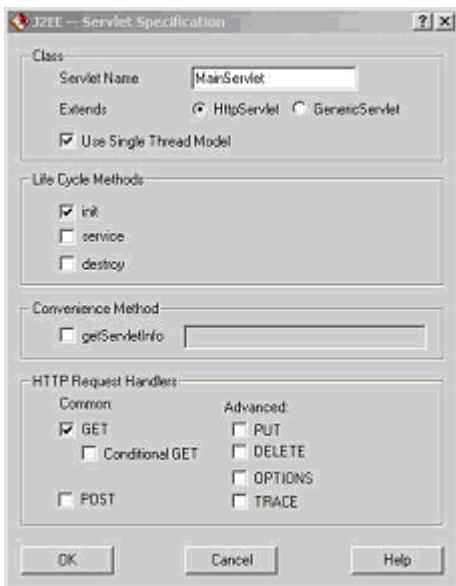 J2EE -- Servlet Specification
Class
Servlet Name MainServlet
Extends HttpServlet GenericServlet
Use Single Thread Model
Life Cycle Methods
init
service
destroy
Convenience Method
getServletInfo
HTTP Request Handlers
Common: Advanced:
GET PUT
Conditional GET DELETE
OPTIONS
POST TRACE
OK Cancel Help